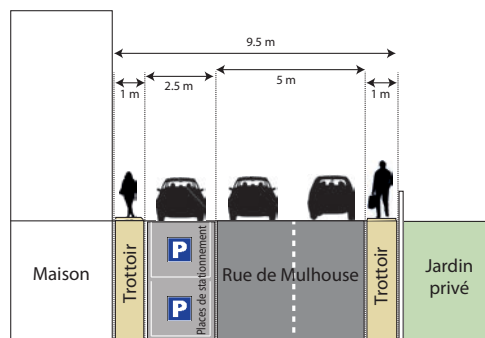 9.5 m
1 m
2.5 m
5 m
1 m
Maison
Trottoir
P
P
Places de stationnement
Rue de Mulhouse
Trottoir
Jardin
privé